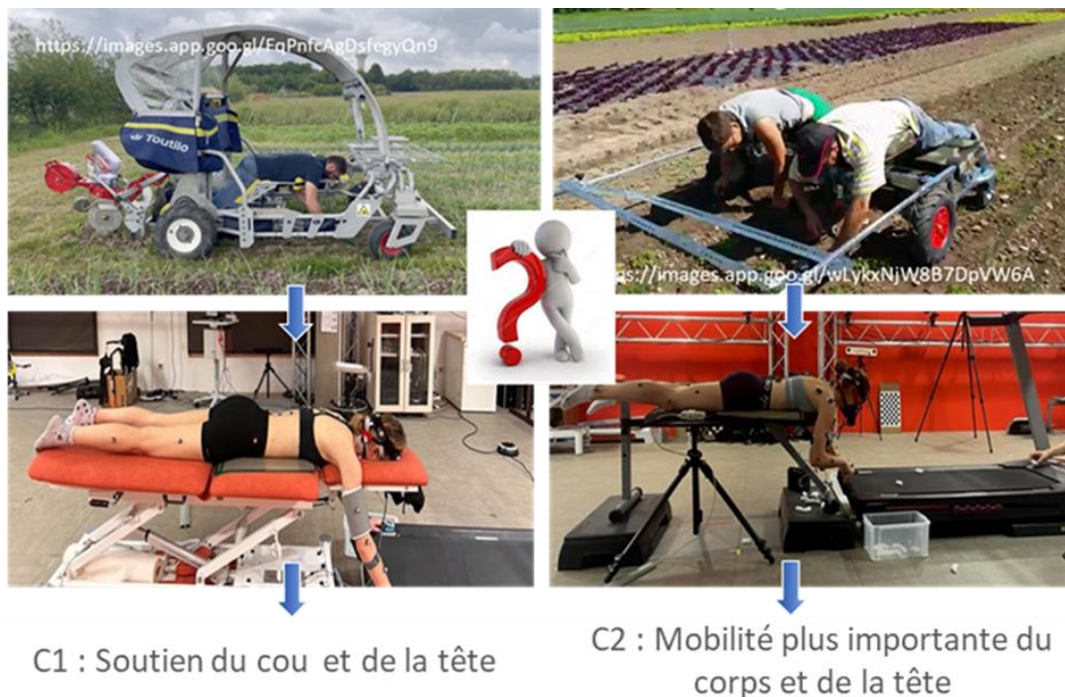 https://images.app.goo.gl/FqPnfcAgDsfegyQn9
Toutilo
https://images.app.goo.gl/wLykxNjW8B7DpVW6A
?
C1 : Soutien du cou et de la tête
C2 : Mobilité plus importante du
corps et de la tête